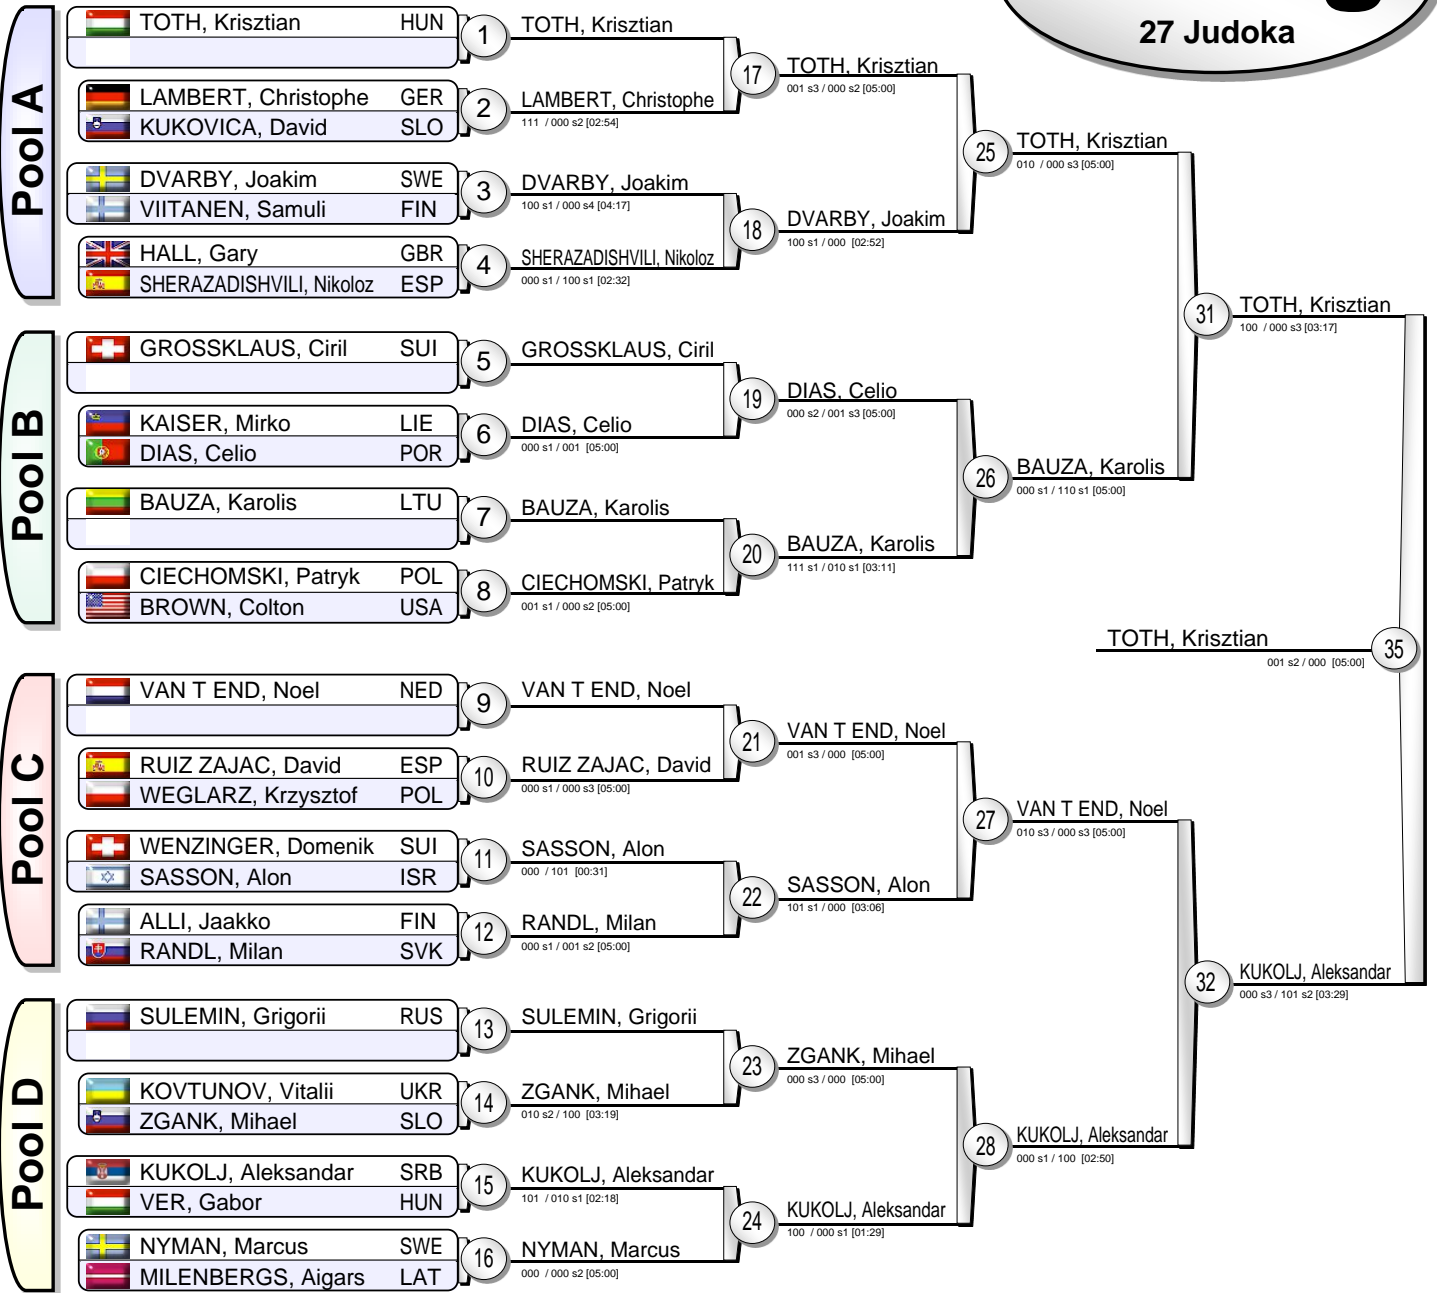 27 Judoka
Pool A
TOTH, Krisztian HUN
1
TOTH, Krisztian
LAMBERT, Christophe GER
KUKOVICA, David SLO
2
LAMBERT, Christophe
111 / 000 s2 [02:54]
17
TOTH, Krisztian
001 s3 / 000 s2 [05:00]
DVARBY, Joakim SWE
VIITANEN, Samuli FIN
3
DVARBY, Joakim
100 s1 / 000 s4 [04:17]
HALL, Gary GBR
SHERAZADISHVILI, Nikoloz ESP
4
SHERAZADISHVILI, Nikoloz
000 s1 / 100 s1 [02:32]
18
DVARBY, Joakim
100 s1 / 000 [02:52]
25
TOTH, Krisztian
010 / 000 s3 [05:00]
Pool B
GROSSKLAUS, Ciril SUI
5
GROSSKLAUS, Ciril
KAISER, Mirko LIE
DIAS, Celio POR
6
DIAS, Celio
000 s1 / 001 [05:00]
19
DIAS, Celio
000 s2 / 001 s3 [05:00]
BAUZA, Karolis LTU
7
BAUZA, Karolis
CIECHOMSKI, Patryk POL
BROWN, Colton USA
8
CIECHOMSKI, Patryk
001 s1 / 000 s2 [05:00]
20
BAUZA, Karolis
111 s1 / 010 s1 [03:11]
26
BAUZA, Karolis
000 s1 / 110 s1 [05:00]
31
TOTH, Krisztian
100 / 000 s3 [03:17]
TOTH, Krisztian
001 s2 / 000 [05:00]
35
Pool C
VAN T END, Noel NED
9
VAN T END, Noel
RUIZ ZAJAC, David ESP
WEGLARZ, Krzysztof POL
10
RUIZ ZAJAC, David
000 s1 / 000 s3 [05:00]
21
VAN T END, Noel
001 s3 / 000 [05:00]
WENZINGER, Domenik SUI
SASSON, Alon ISR
11
SASSON, Alon
000 / 101 [00:31]
ALLI, Jaakko FIN
RANDL, Milan SVK
12
RANDL, Milan
000 s1 / 001 s2 [05:00]
22
SASSON, Alon
101 s1 / 000 [03:06]
27
VAN T END, Noel
010 s3 / 000 s3 [05:00]
Pool D
SULEMIN, Grigorii RUS
13
SULEMIN, Grigorii
KOVTUNOV, Vitalii UKR
ZGANK, Mihael SLO
14
ZGANK, Mihael
010 s2 / 100 [03:19]
23
ZGANK, Mihael
000 s3 / 000 [05:00]
KUKOLJ, Aleksandar SRB
VER, Gabor HUN
15
KUKOLJ, Aleksandar
101 / 010 s1 [02:18]
NYMAN, Marcus SWE
MILENBERGS, Aigars LAT
16
NYMAN, Marcus
000 / 000 s2 [05:00]
24
KUKOLJ, Aleksandar
100 / 000 s1 [01:29]
28
KUKOLJ, Aleksandar
000 s1 / 100 [02:50]
32
KUKOLJ, Aleksandar
000 s3 / 101 s2 [03:29]